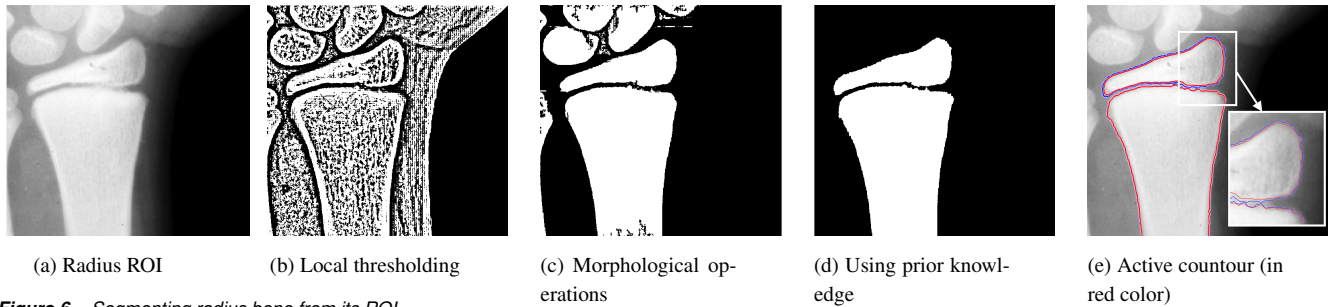 (a) Radius ROI
(b) Local thresholding
(c) Morphological op-
erations
(d) Using prior knowl-
edge
(e) Active countour (in
red color)
Figure 6 Segmenting radius bone from its ROI